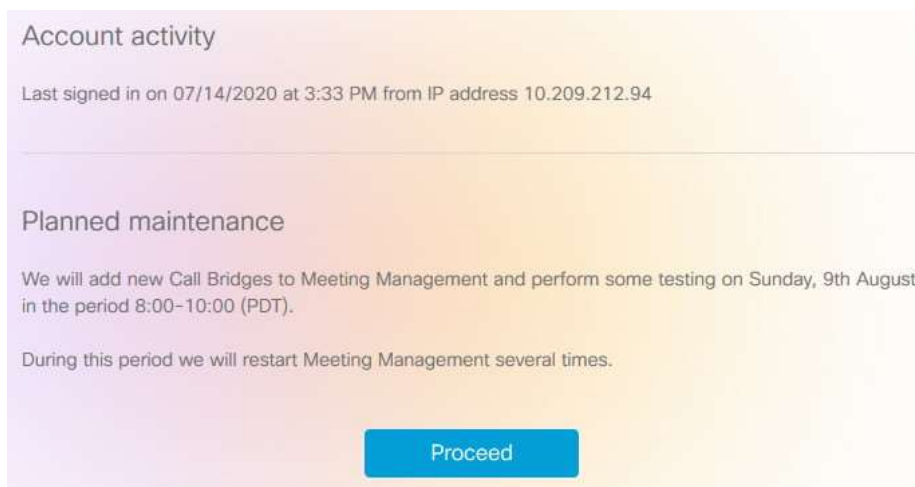 Account activity
Last signed in on 07/14/2020 at 3:33 PM from IP address 10.209.212.94
Planned maintenance
We will add new Call Bridges to Meeting Management and perform some testing on Sunday, 9th August
in the period 8:00-10:00 (PDT).
During this period we will restart Meeting Management several times.
Proceed